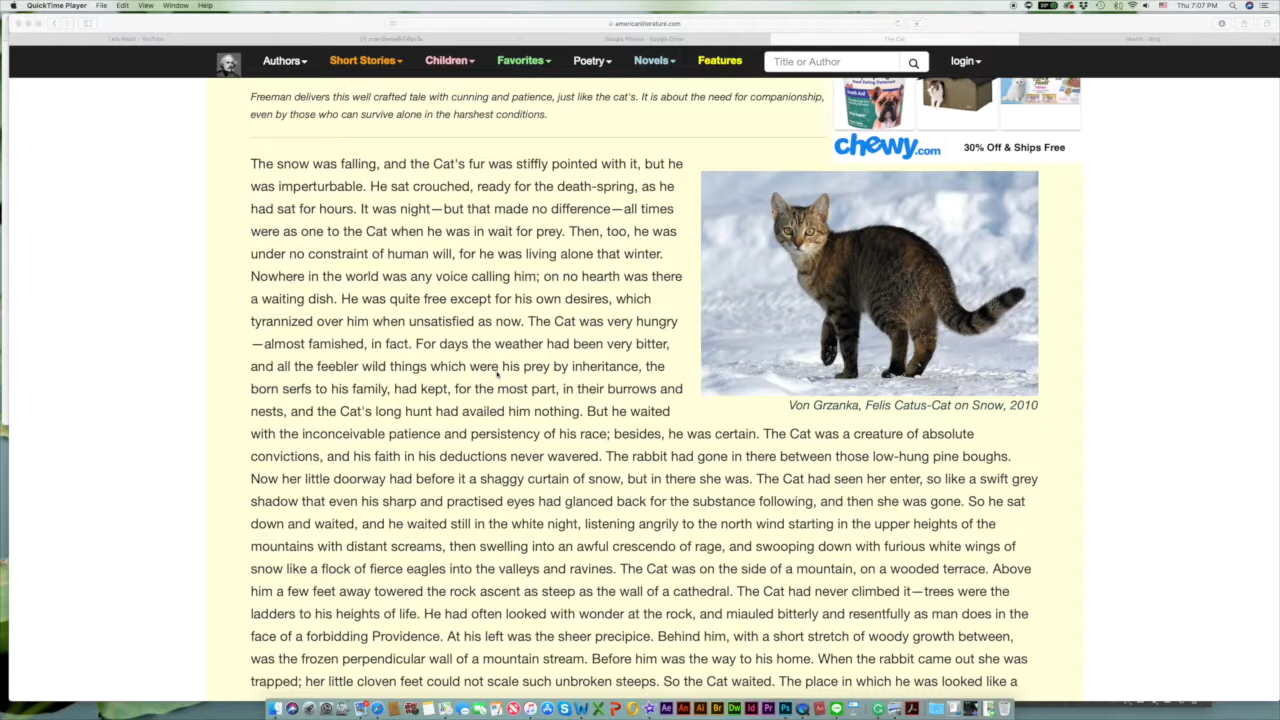 QuickTime Player File Edit View Window Help
Thu 7:07 PM
americanliterature.com
Lets Read - YouTube
Google Photos - Google Drive
The Cat
Authors Short Stories Children Favorites Poetry Novels Features Title or Author login
Freeman delivers a well crafted tale with cunning and patience, just like the cat's. It is about the need for companionship,
even by those who can survive alone in the harshest conditions.
chewy.com 30% Off & Ships Free
The snow was falling, and the Cat's fur was stiffly pointed with it, but he
was imperturbable. He sat crouched, ready for the death-spring, as he
had sat for hours. It was night—but that made no difference—all times
were as one to the Cat when he was in wait for prey. Then, too, he was
under no constraint of human will, for he was living alone that winter.
Nowhere in the world was any voice calling him; on no hearth was there
a waiting dish. He was quite free except for his own desires, which
tyrannized over him when unsatisfied as now. The Cat was very hungry
—almost famished, in fact. For days the weather had been very bitter,
and all the feebler wild things which were his prey by inheritance, the
born serfs to his family, had kept, for the most part, in their burrows and
nests, and the Cat's long hunt had availed him nothing. But he waited
Von Grzanka, Felis Catus-Cat on Snow, 2010
with the inconceivable patience and persistency of his race; besides, he was certain. The Cat was a creature of absolute
convictions, and his faith in his deductions never wavered. The rabbit had gone in there between those low-hung pine boughs.
Now her little doorway had before it a shaggy curtain of snow, but in there she was. The Cat had seen her enter, so like a swift grey
shadow that even his sharp and practised eyes had glanced back for the substance following, and then she was gone. So he sat
down and waited, and he waited still in the white night, listening angrily to the north wind starting in the upper heights of the
mountains with distant screams, then swelling into an awful crescendo of rage, and swooping down with furious white wings of
snow like a flock of fierce eagles into the valleys and ravines. The Cat was on the side of a mountain, on a wooded terrace. Above
him a few feet away towered the rock ascent as steep as the wall of a cathedral. The Cat had never climbed it—trees were the
ladders to his heights of life. He had often looked with wonder at the rock, and miauled bitterly and resentfully as man does in the
face of a forbidding Providence. At his left was the sheer precipice. Behind him, with a short stretch of woody growth between,
was the frozen perpendicular wall of a mountain stream. Before him was the way to his home. When the rabbit came out she was
trapped; her little cloven feet could not scale such unbroken steeps. So the Cat waited. The place in which he was looked like a